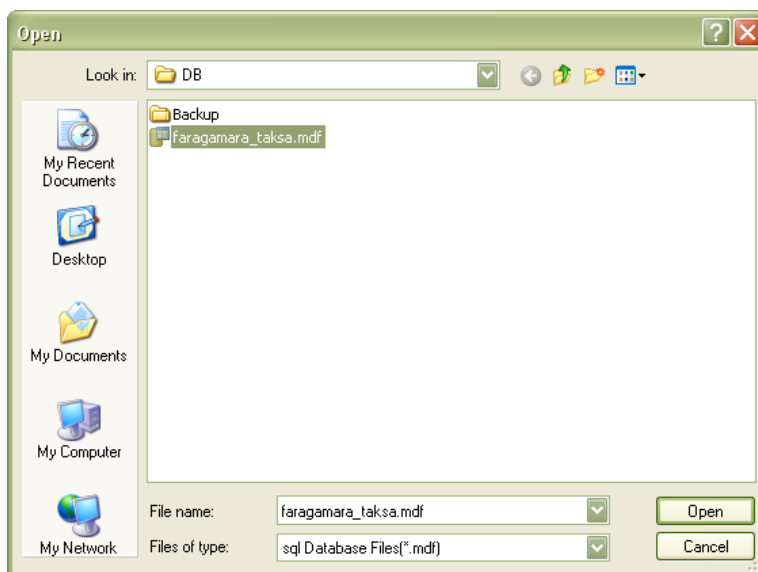 Open
Look in:
DB
Backup
faragamara_taksa.mdf
My Recent
Documents
Desktop
My Documents
My Computer
My Network
File name:
faragamara_taksa.mdf
Open
Files of type:
sql Database Files(*.mdf)
Cancel